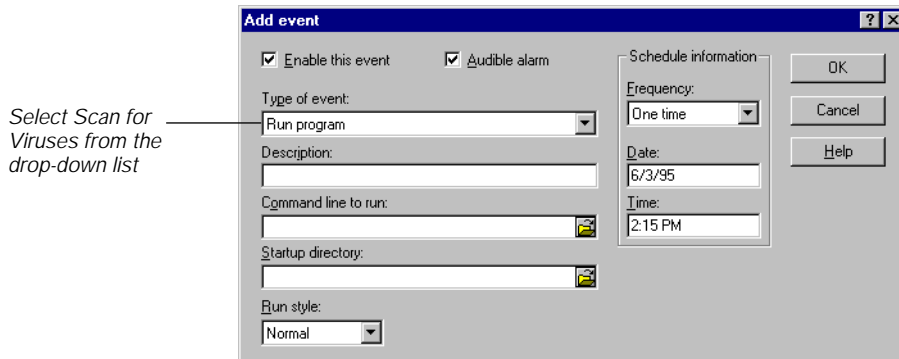 Add event
Enable this event
Audible alarm
Schedule information
OK
Type of event:
Frequency:
Select Scan for
Viruses from the
drop-down list
Run program
One time
Cancel
Description:
Date:
Help
6/3/95
Command line to run:
Time:
2:15 PM
Startup directory:
Run style:
Normal